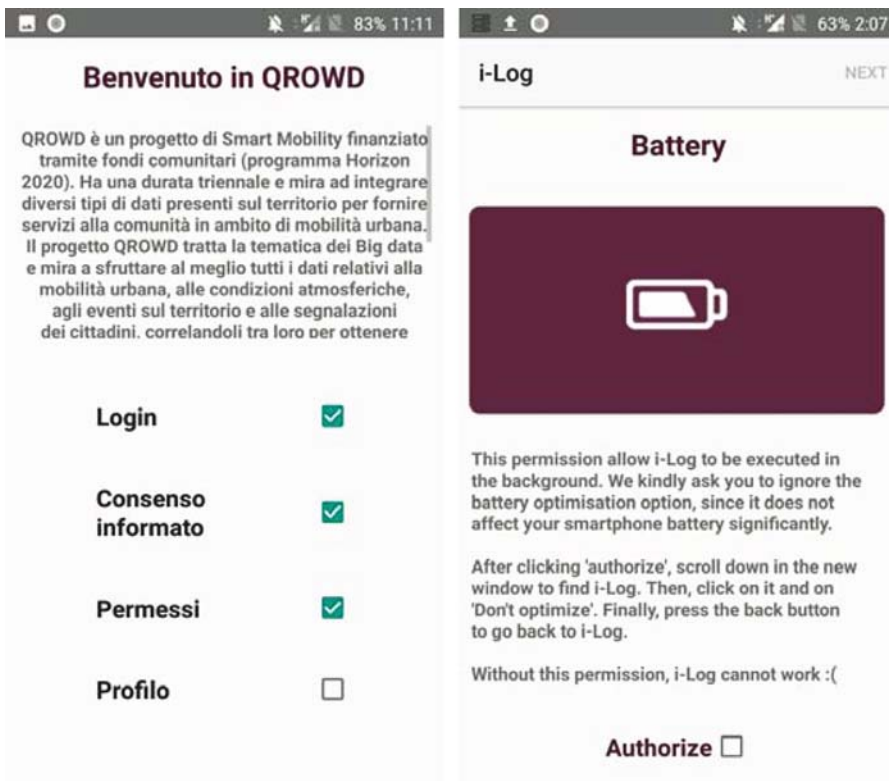 83% 11:11
Benvenuto in QROWD
QROWD è un progetto di Smart Mobility finanziato
tramite fondi comunitari (programma Horizon
2020). Ha una durata triennale e mira ad integrare
diversi tipi di dati presenti sul territorio per fornire
servizi alla comunità in ambito di mobilità urbana.
Il progetto QROWD tratta la tematica dei Big data
e mira a sfruttare al meglio tutti i dati relativi alla
mobilità urbana, alle condizioni atmosferiche,
agli eventi sul territorio e alle segnalazioni
dei cittadini, correlandoli tra loro per ottenere
Login
Consenso
informato
Permessi
Profilo
63% 2:07
i-Log
NEXT
Battery
This permission allow i-Log to be executed in
the background. We kindly ask you to ignore the
battery optimisation option, since it does not
affect your smartphone battery significantly.
After clicking 'authorize', scroll down in the new
window to find i-Log. Then, click on it and on
'Don't optimize'. Finally, press the back button
to go back to i-Log.
Without this permission, i-Log cannot work :(
Authorize